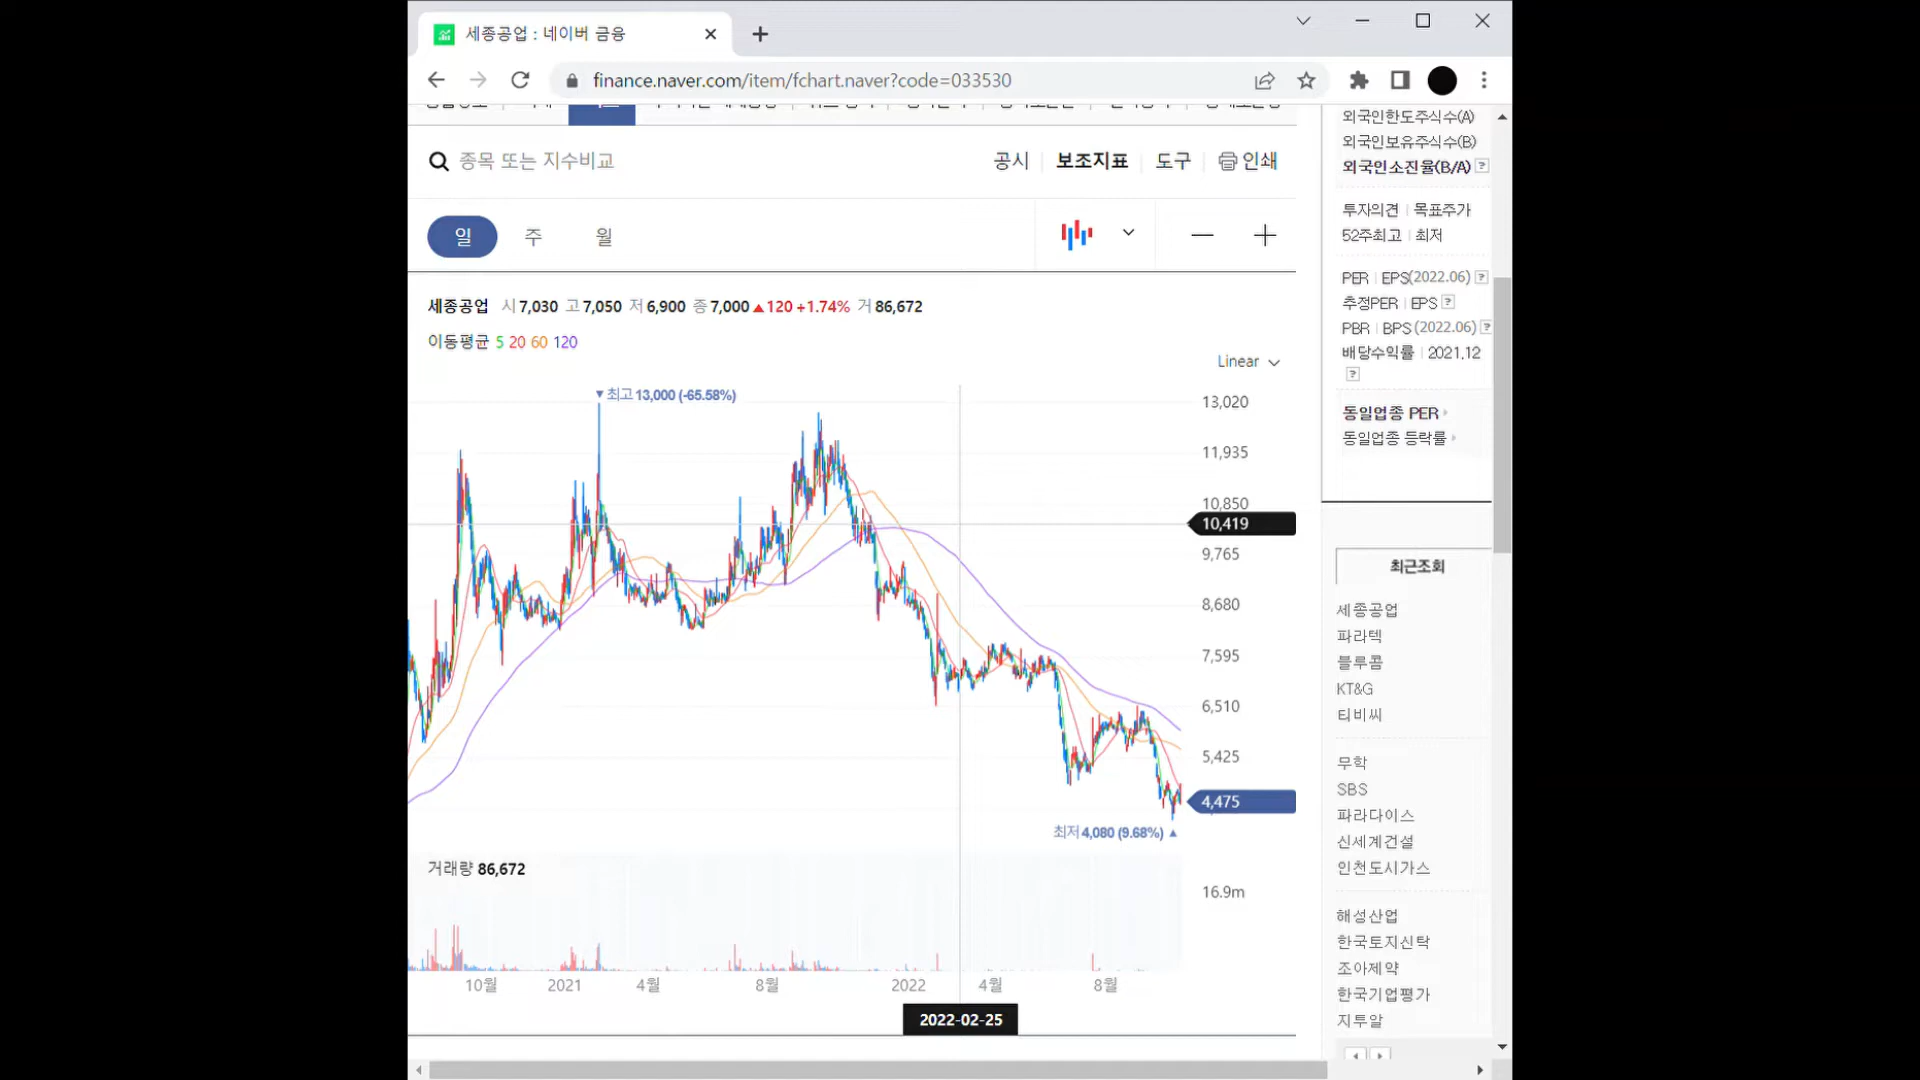 세종공업 : 네이버 금융
finance.naver.com/item/fchart.naver?code=033530
종목 또는 지수비교
공시 보조지표 도구 인쇄
일 주 월
세종공업 시 7,030 고 7,050 저 6,900 종 7,000 ▲120 +1.74% 거 86,672
이동평균 5 20 60 120
Linear
▼최고 13,000 (-65.58%)
13,020
11,935
10,850
10,419
9,765
8,680
7,595
6,510
5,425
4,475
최저 4,080 (9.68%) ▲
거래량 86,672
16.9m
10월 2021 4월 8월 2022 4월 8월
2022-02-25
외국인한도주식수(A)
외국인보유주식수(B)
외국인소진율(B/A) ?
투자의견 | 목표주가
52주최고 | 최저
PER | EPS(2022.06) ?
추정PER | EPS ?
PBR | BPS (2022.06) ?
배당수익률 | 2021.12
?
동일업종 PER
동일업종 등락률
최근조회
세종공업
파라텍
블루콤
KT&G
티비씨
무학
SBS
파라다이스
신세계건설
인천도시가스
해성산업
한국토지신탁
조아제약
한국기업평가
지투알